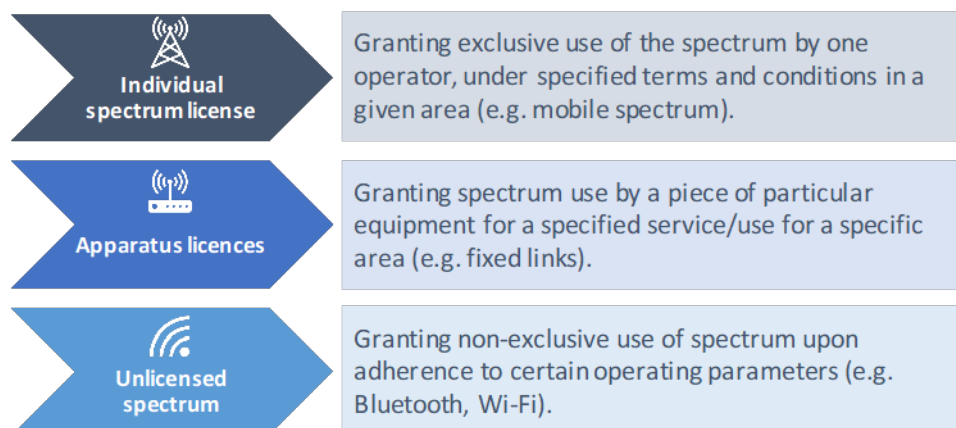 Individual
spectrum license
Granting exclusive use of the spectrum by one
operator, under specified terms and conditions in a
given area (e.g. mobile spectrum).
Apparatus licences
Granting spectrum use by a piece of particular
equipment for a specified service/use for a specific
area (e.g. fixed links).
Unlicensed
spectrum
Granting non-exclusive use of spectrum upon
adherence to certain operating parameters (e.g.
Bluetooth, Wi-Fi).